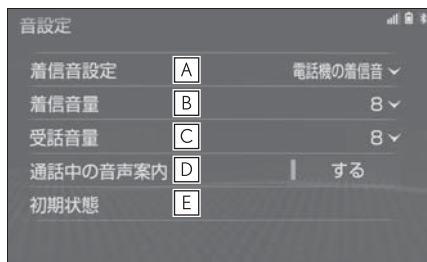 音設定
着信音設定 A 電話機の着信音
着信音量 B 8
受話音量 C 8
通話中の音声案内 D する
初期状態 E